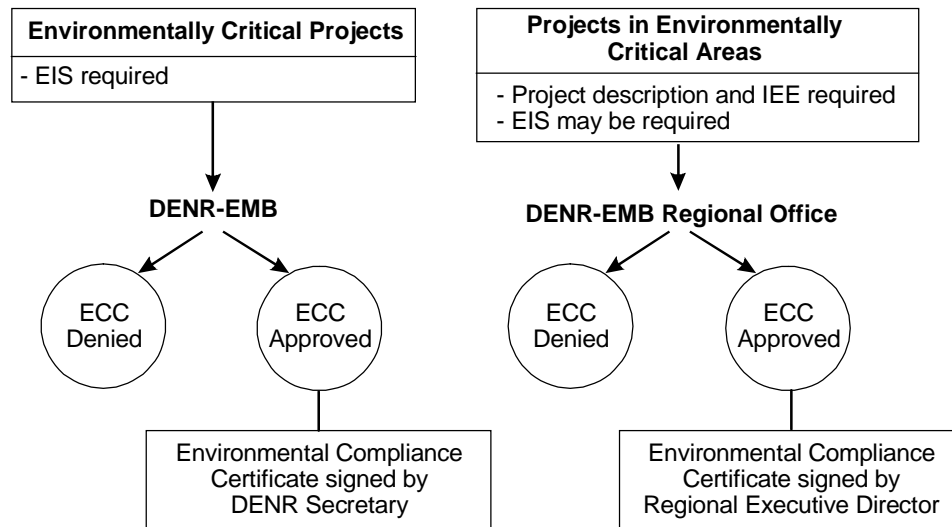 Environmentally Critical Projects
- EIS required
DENR-EMB
ECC
Denied
ECC
Approved
Environmental Compliance
Certificate signed by
DENR Secretary
Projects in Environmentally
Critical Areas
- Project description and IEE required
- EIS may be required
DENR-EMB Regional Office
ECC
Denied
ECC
Approved
Environmental Compliance
Certificate signed by
Regional Executive Director